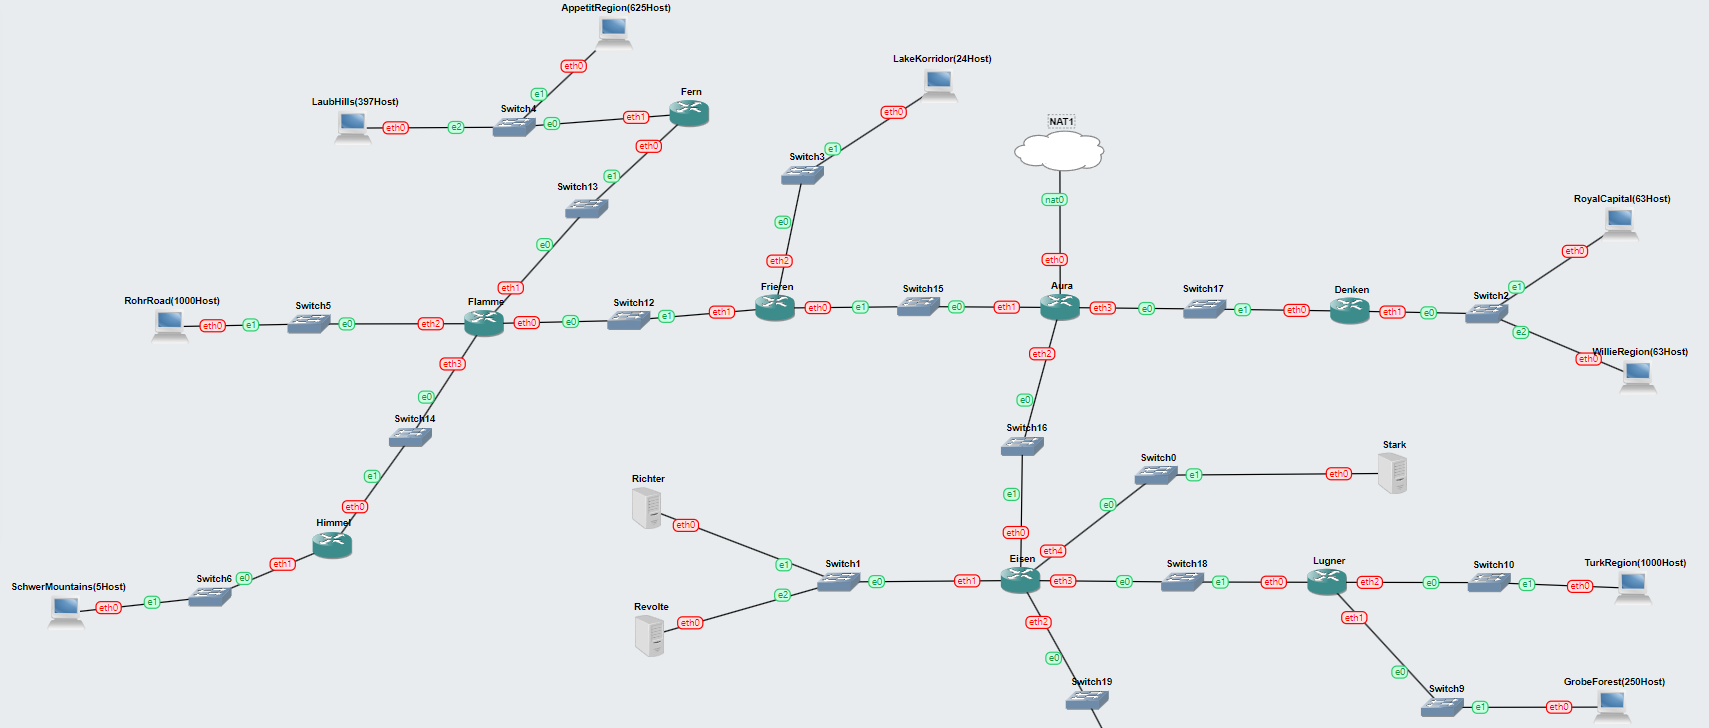 AppetitRegion(625Host)
eth0
e1
LaubHills(397Host)
eth0
e2
Switch4
e0
eth1
Fern
eth0
e1
Switch13
e0
eth1
LakeKorridor(24Host)
eth0
e1
Switch3
e0
eth2
NAT1
nat0
eth0
RoyalCapital(63Host)
eth0
e1
RohrRoad(1000Host)
eth0
e1
Switch5
e0
eth2
Flamme
eth0
e0
Switch12
e1
eth1
Frieren
eth0
e1
Switch15
e0
eth1
Aura
eth3
e0
Switch17
e1
eth0
Denken
eth1
e0
Switch2
e2
WillieRegion(63Host)
eth0
eth3
e0
Switch14
e1
eth0
Himmel
eth1
e0
Switch6
SchwerMountains(5Host)
eth0
e1
eth2
e0
Switch16
e1
eth0
Switch0
e1
eth0
Stark
e0
eth4
Richter
eth0
e1
Switch1
e0
eth1
Eisen
eth3
e0
Switch18
e1
eth0
Lugner
eth2
e0
Switch10
e1
eth0
TurkRegion(1000Host)
Revolte
eth0
e2
eth2
e0
Switch19
eth1
e0
Switch9
e1
eth0
GrobeForest(250Host)